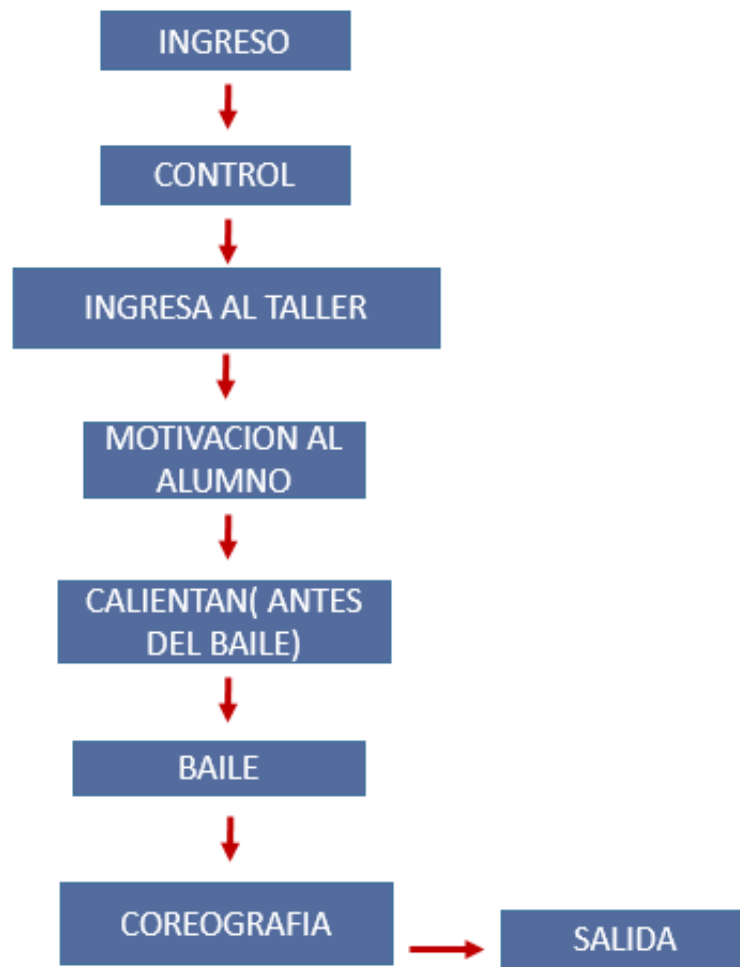 INGRESO
CONTROL
INGRESA AL TALLER
MOTIVACION AL
ALUMNO
CALIENTAN( ANTES
DEL BAILE)
BAILE
COREOGRAFIA
SALIDA